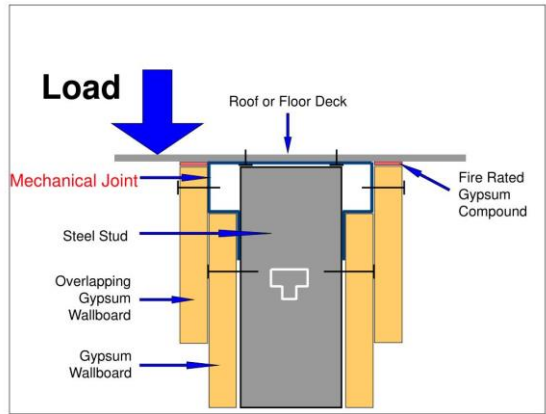 Load
Roof or Floor Deck
Mechanical Joint
Fire Rated
Gypsum
Compound
Steel Stud
Overlapping
Gypsum
Wallboard
Gypsum
Wallboard